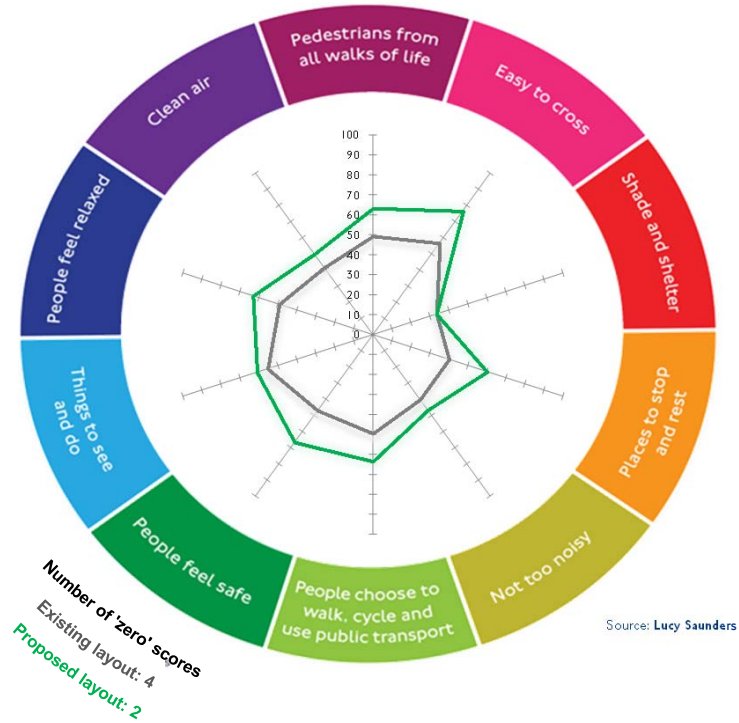 Pedestrians from
all walks of life
Easy to cross
Shade and shelter
Places to stop
and rest
Not too noisy
People choose to
walk, cycle and
use public transport
People feel safe
Things to see
and do
People feel relaxed
Clean air
100
90
80
70
60
50
40
30
20
10
0
Number of 'zero' scores
Existing layout: 4
Proposed layout: 2
Source: Lucy Saunders